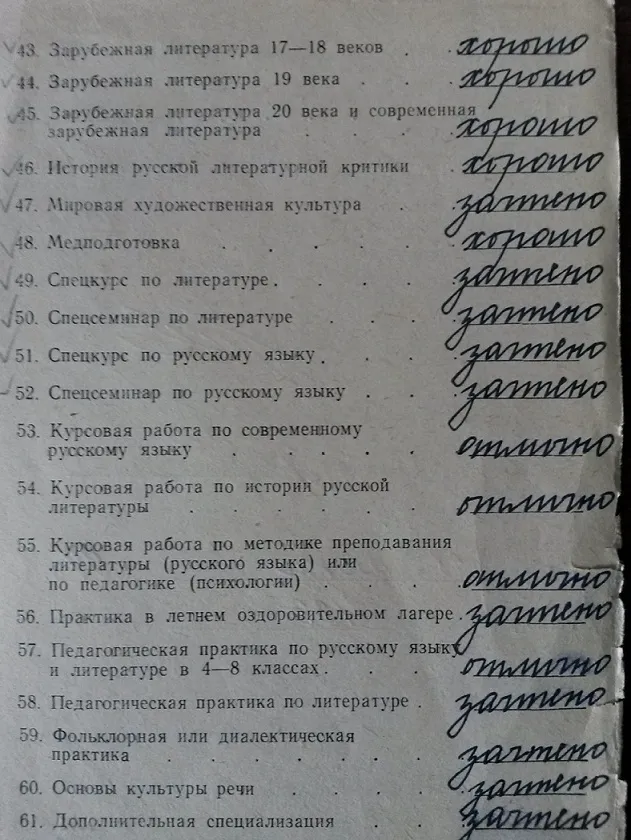 43. Зарубежная литература 17—18 веков . . хорошо
44. Зарубежная литература 19 века . . . хорошо
45. Зарубежная литература 20 века и современная
зарубежная литература . . . . хорошо
46. История русской литературной критики . хорошо
47. Мировая художественная культура . . зачтено
48. Медподготовка . . . . . хорошо
49. Спецкурс по литературе . . . . зачтено
50. Спецсеминар по литературе . . . зачтено
51. Спецкурс по русскому языку . . . зачтено
52. Спецсеминар по русскому языку . . зачтено
53. Курсовая работа по современному
русскому языку . . . . . отлично
54. Курсовая работа по истории русской
литературы . . . . . . отлично
55. Курсовая работа по методике преподавания
литературы (русского языка) или
по педагогике (психологии) . . . отлично
56. Практика в летнем оздоровительном лагере . зачтено
57. Педагогическая практика по русскому языку
и литературе в 4—8 классах . . . отлично
58. Педагогическая практика по литературе . зачтено
59. Фольклорная или диалектическая
практика . . . . . . зачтено
60. Основы культуры речи . . . зачтено
61. Дополнительная специализация . . зачтено